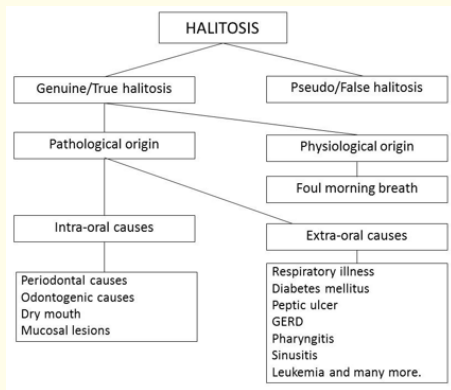 HALITOSIS
Genuine/True halitosis
Pseudo/False halitosis
Pathological origin
Physiological origin
Foul morning breath
Intra-oral causes
Extra-oral causes
Periodontal causes
Odontogenic causes
Dry mouth
Mucosal lesions
Respiratory illness
Diabetes mellitus
Peptic ulcer
GERD
Pharyngitis
Sinusitis
Leukemia and many more.